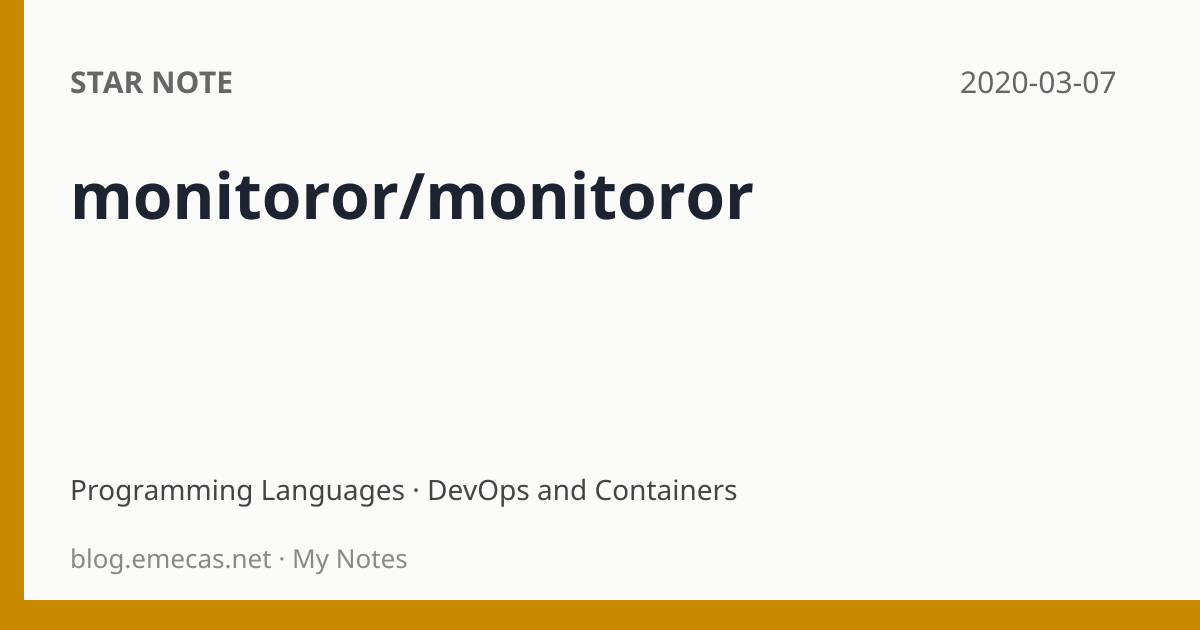 STAR NOTE
2020-03-07
monitoror/monitoror
Programming Languages · DevOps and Containers
blog.emecas.net · My Notes